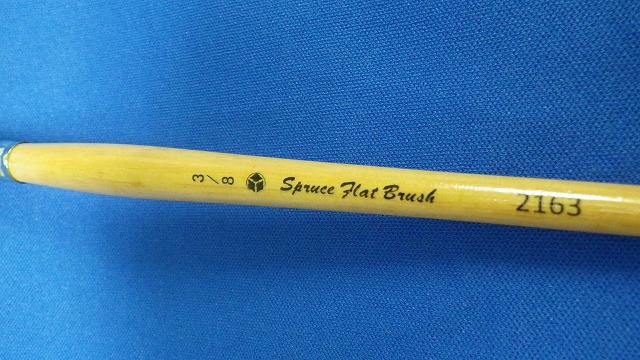 3/8 Spruce Flat Brush 2163